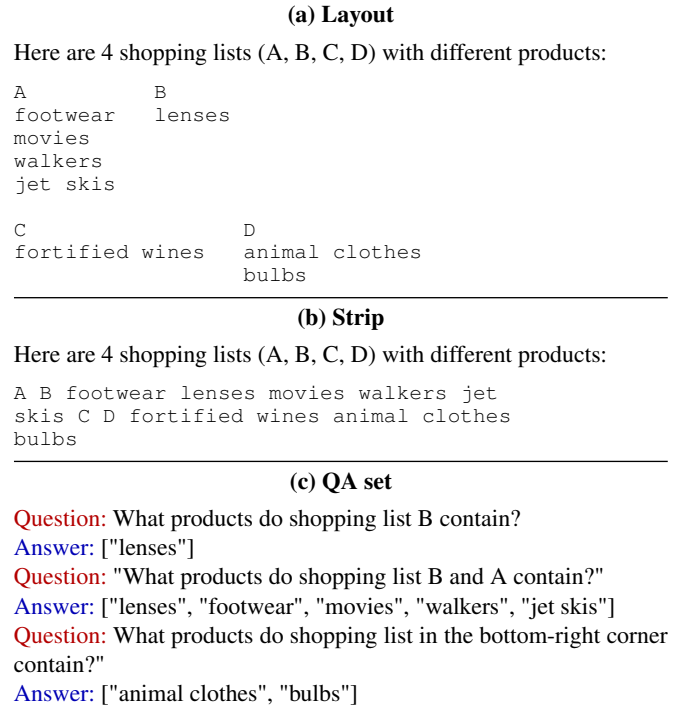 (a) Layout
Here are 4 shopping lists (A, B, C, D) with different products:
A         B
footwear  lenses
movies
walkers
jet skis
C               D
fortified wines animal clothes
                bulbs
(b) Strip
Here are 4 shopping lists (A, B, C, D) with different products:
A B footwear lenses movies walkers jet
skis C D fortified wines animal clothes
bulbs
(c) QA set
Question: What products do shopping list B contain?
Answer: ["lenses"]
Question: "What products do shopping list B and A contain?"
Answer: ["lenses", "footwear", "movies", "walkers", "jet skis"]
Question: What products do shopping list in the bottom-right corner
contain?"
Answer: ["animal clothes", "bulbs"]